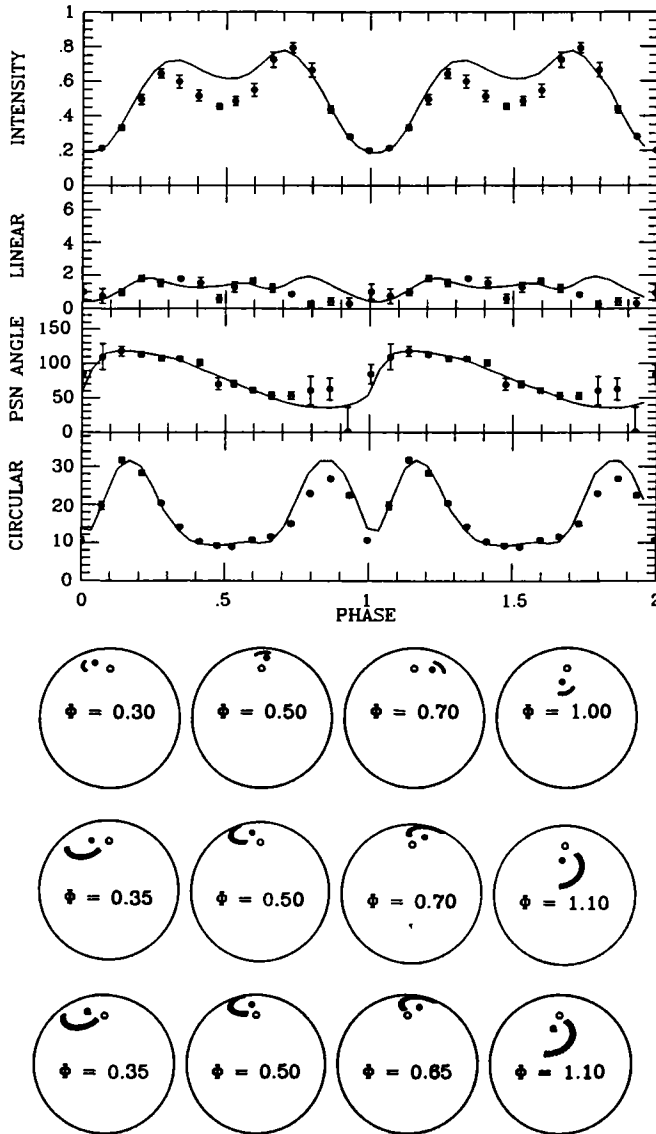 1
.8
.6
.4
.2
0
INTENSITY
6
4
2
0
LINEAR
150
100
50
0
PSN ANGLE
30
20
10
0
CIRCULAR
0
.5
1
1.5
2
PHASE
Φ = 0.30
Φ = 0.50
Φ = 0.70
Φ = 1.00
Φ = 0.35
Φ = 0.50
Φ = 0.70
Φ = 1.10
Φ = 0.35
Φ = 0.50
Φ = 0.65
Φ = 1.10